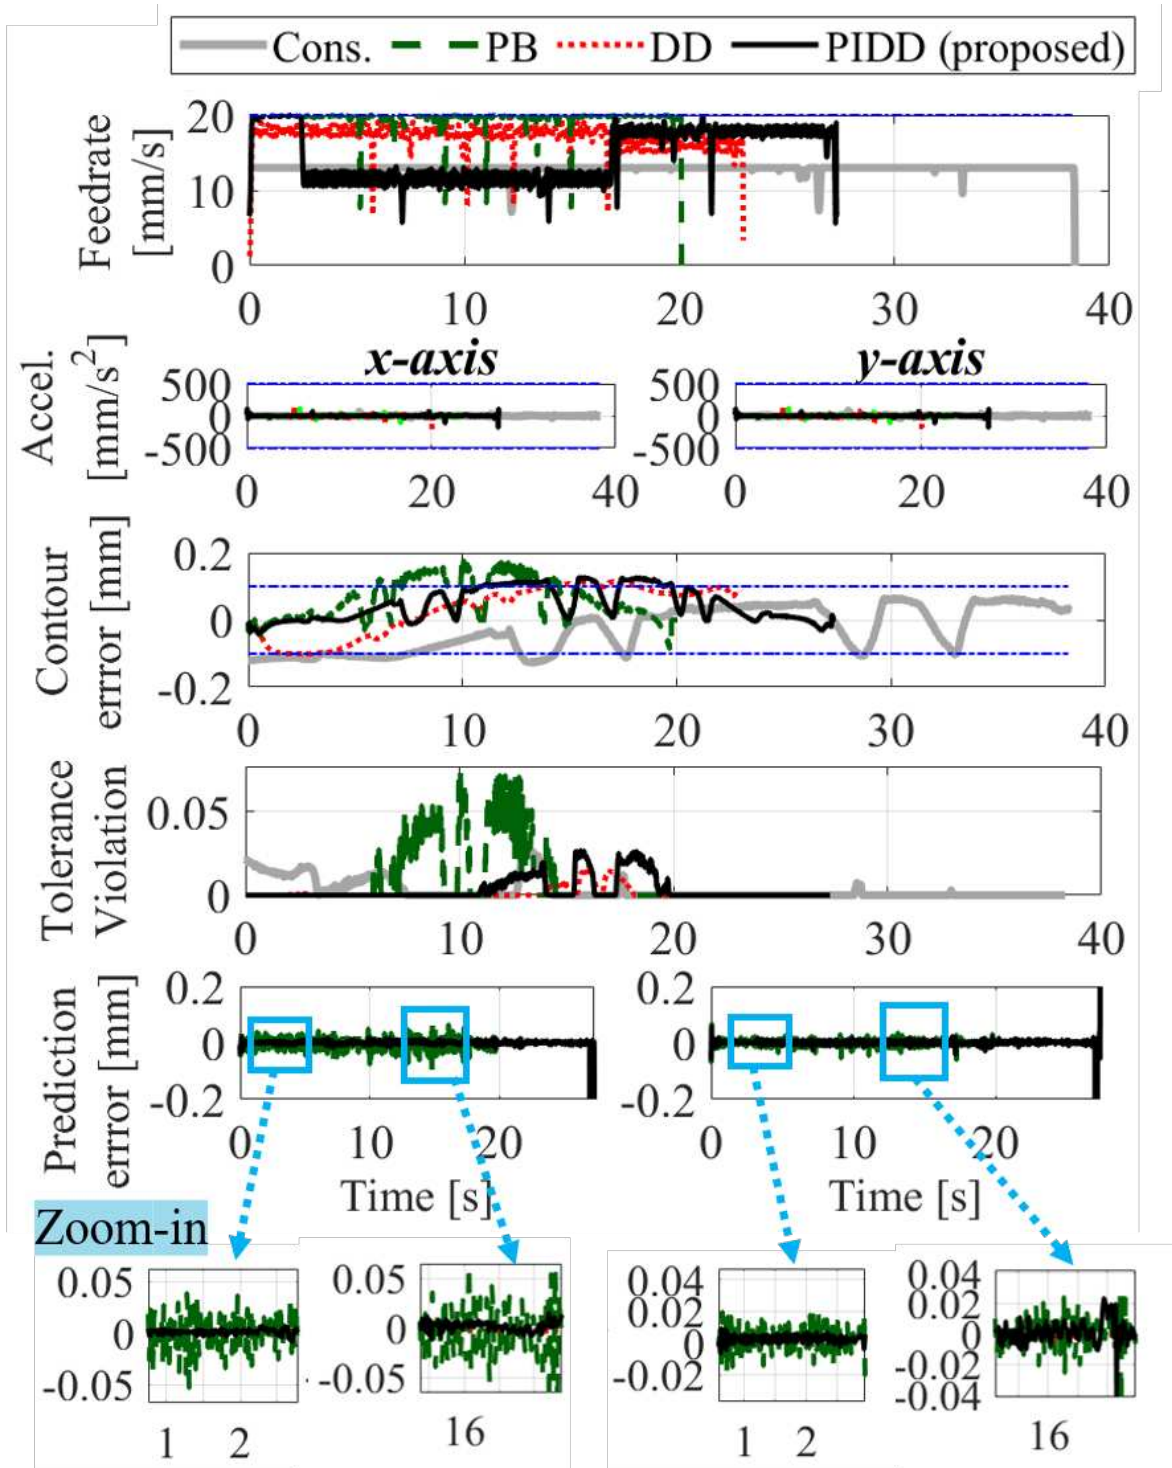 Cons. PB DD PIDD (proposed)
Feedrate
[mm/s]
20
10
0
0 10 20 30 40
x-axis y-axis
Accel.
[mm/s²]
500 500
0 0
-500 -500
0 20 40 0 20 40
Contour
error [mm]
0.2
0
-0.2
0 10 20 30 40
Tolerance
Violation
0.05
0
0 10 20 30 40
Prediction
error [mm]
0.2 0.2
0 0
-0.2 -0.2
0 10 20 0 10 20
Time [s] Time [s]
Zoom-in
0.05 0.05 0.04 0.04
0.02 0.02
0 0 0 0
-0.05 -0.05 -0.02 -0.02
-0.04
1 2 16 1 2 16